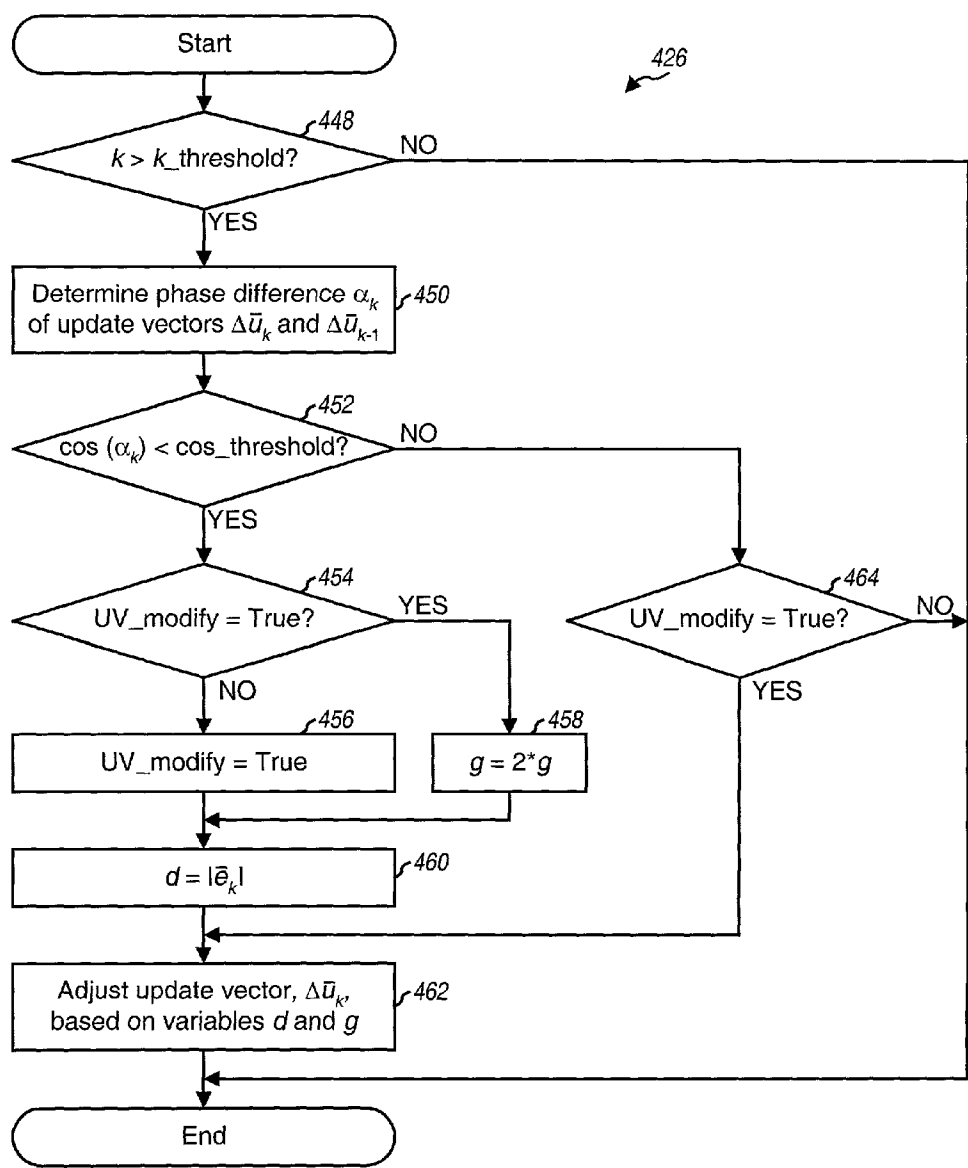 Start
426
448
k > k_threshold?
NO
YES
Determine phase difference αk
of update vectors Δūk and Δūk-1
450
452
cos (αk) < cos_threshold?
NO
YES
454
UV_modify = True?
YES
NO
464
UV_modify = True?
NO
YES
456
UV_modify = True
458
g = 2*g
d = |ēk|
460
Adjust update vector, Δūk,
based on variables d and g
462
End